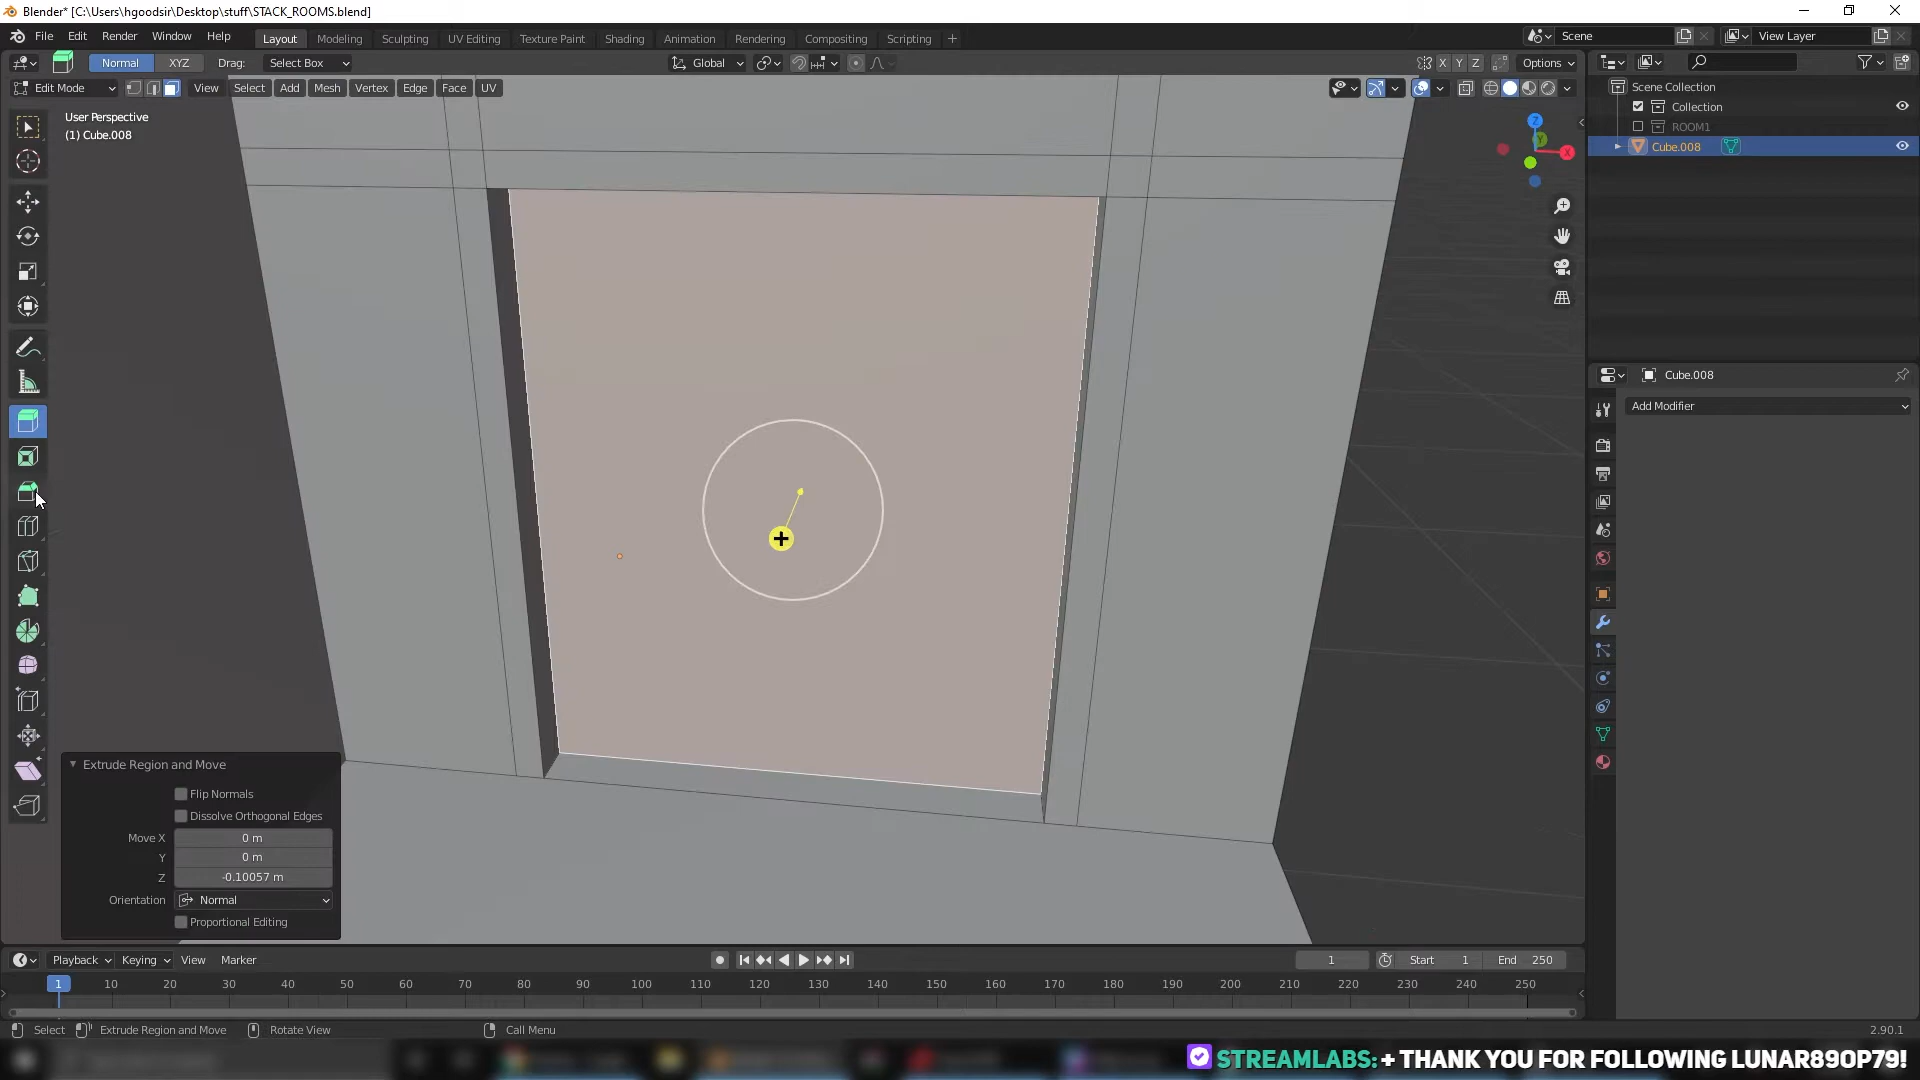 Blender* [C:\Users\hgoodsir\Desktop\stuff\STACK_ROOMS.blend]
File Edit Render Window Help
Layout Modeling Sculpting UV Editing Texture Paint Shading Animation Rendering Compositing Scripting
Scene
View Layer
Normal XYZ Drag: Select Box
Global
X Y Z
Options
Edit Mode
View Select Add Mesh Vertex Edge Face UV
User Perspective
(1) Cube.008
Z
Y
X
Scene Collection
Collection
ROOM1
Cube.008
Cube.008
Add Modifier
Extrude Region and Move
Flip Normals
Dissolve Orthogonal Edges
Move X 0 m
Y 0 m
Z -0.10057 m
Orientation Normal
Proportional Editing
Playback Keying View Marker
1
Start 1
End 250
1 10 20 30 40 50 60 70 80 90 100 110 120 130 140 150 160 170 180 190 200 210 220 230 240 250
Select
Extrude Region and Move
Rotate View
Call Menu
2.90.1
STREAMLABS: + THANK YOU FOR FOLLOWING LUNAR890P79!